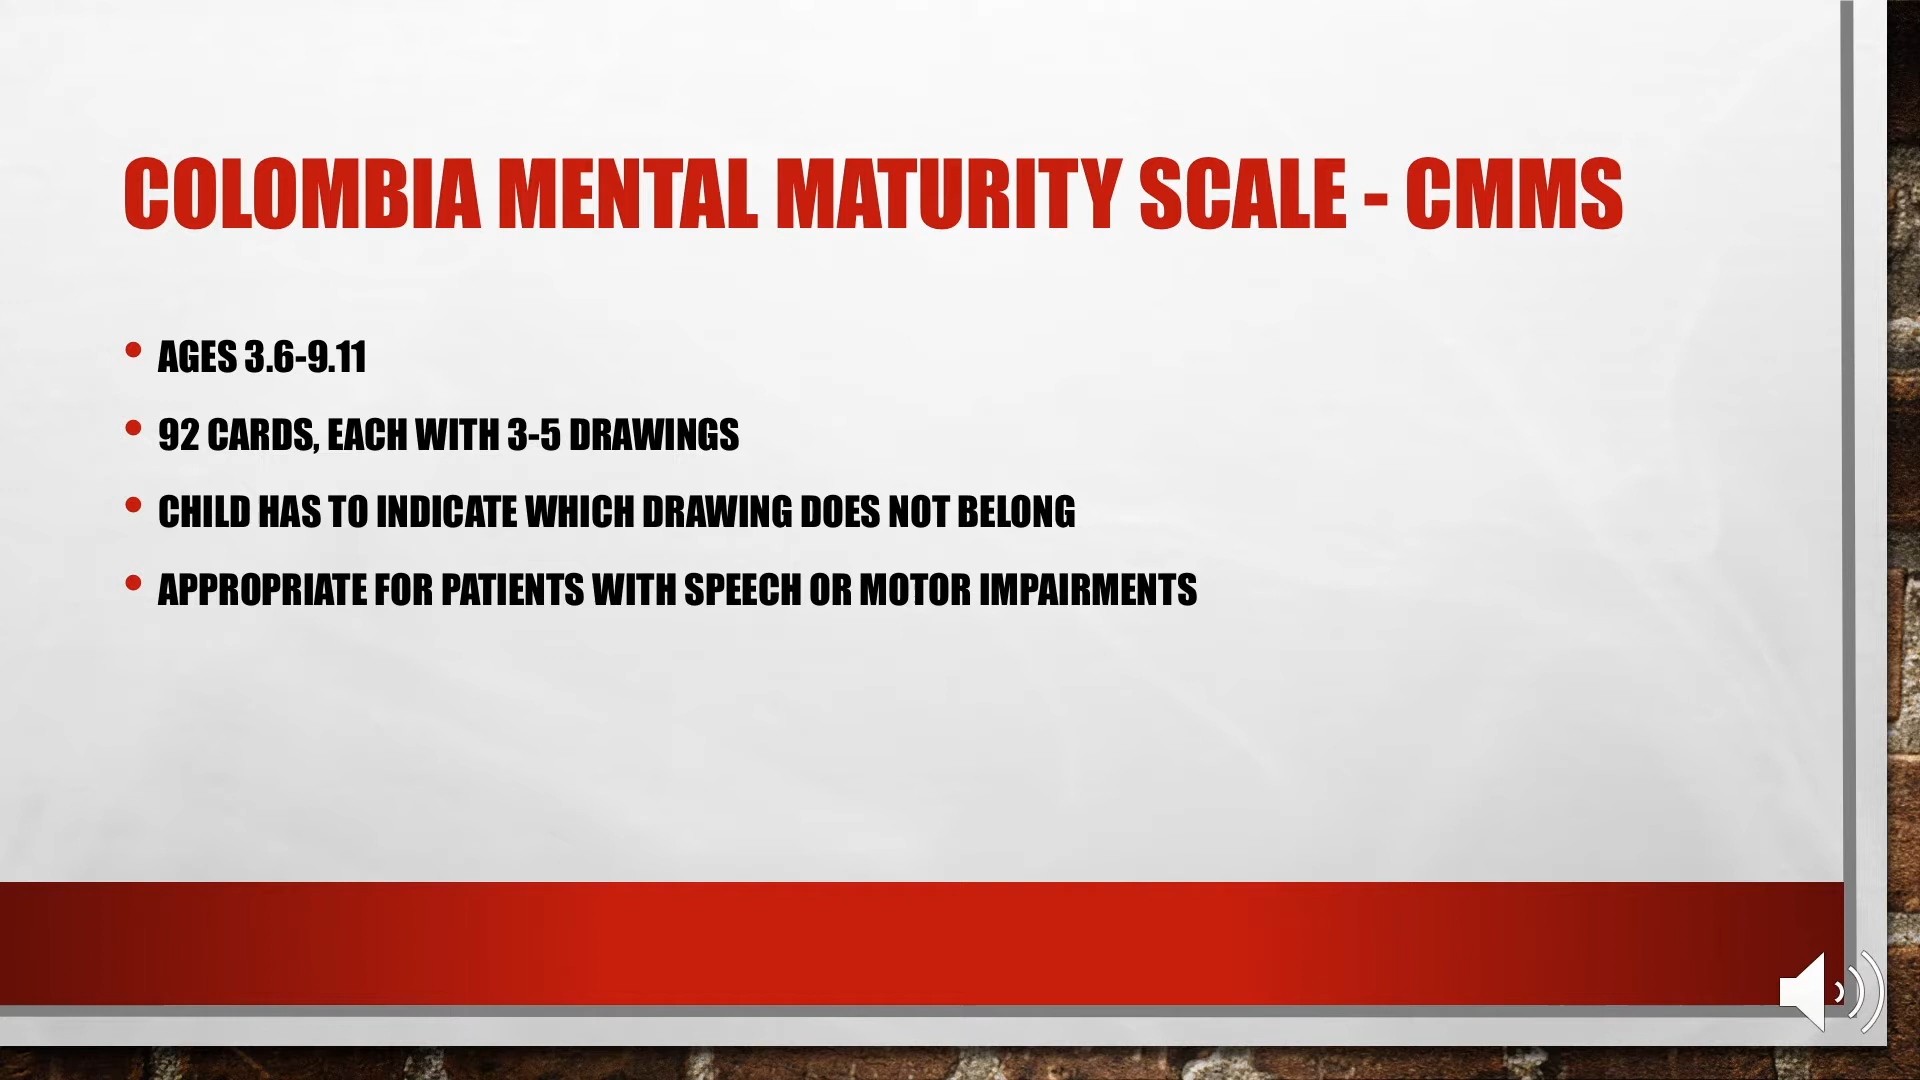 COLOMBIA MENTAL MATURITY SCALE - CMMS
• AGES 3.6-9.11
• 92 CARDS, EACH WITH 3-5 DRAWINGS
• CHILD HAS TO INDICATE WHICH DRAWING DOES NOT BELONG
• APPROPRIATE FOR PATIENTS WITH SPEECH OR MOTOR IMPAIRMENTS